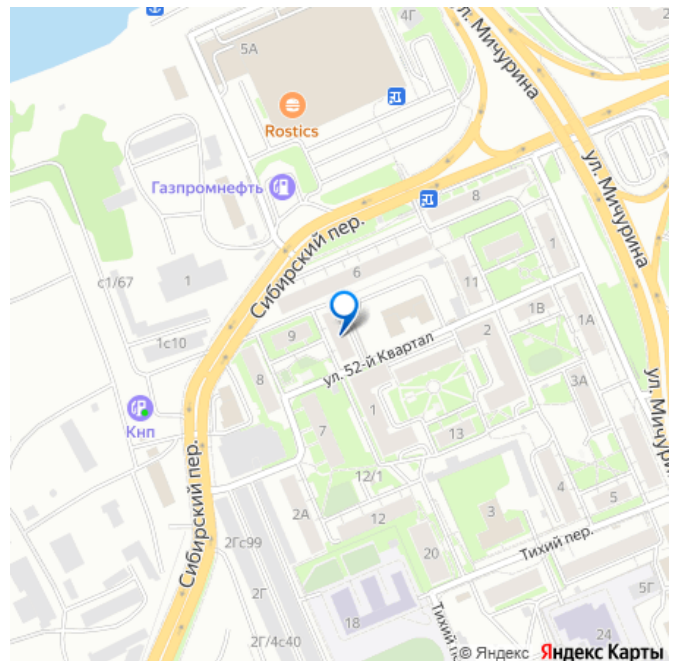 4Г
2
ул. Мичурина
5А
Rostics
Газпромнефть
ул. Мичурина
8
Сибирский пер.
1
с1/67
1
6
11
1В
1А
1с10
9
2
ул. 52-й Квартал
8
3А
ул. Мичурина
Кнп
1
7
13
Сибирский пер.
12/1
4
5
2А
12
3
2Гс99
20
Тихий пер.
2Г
5Г
18
Тихий п
24
2Г/4с40
© Яндекс Яндекс Карты